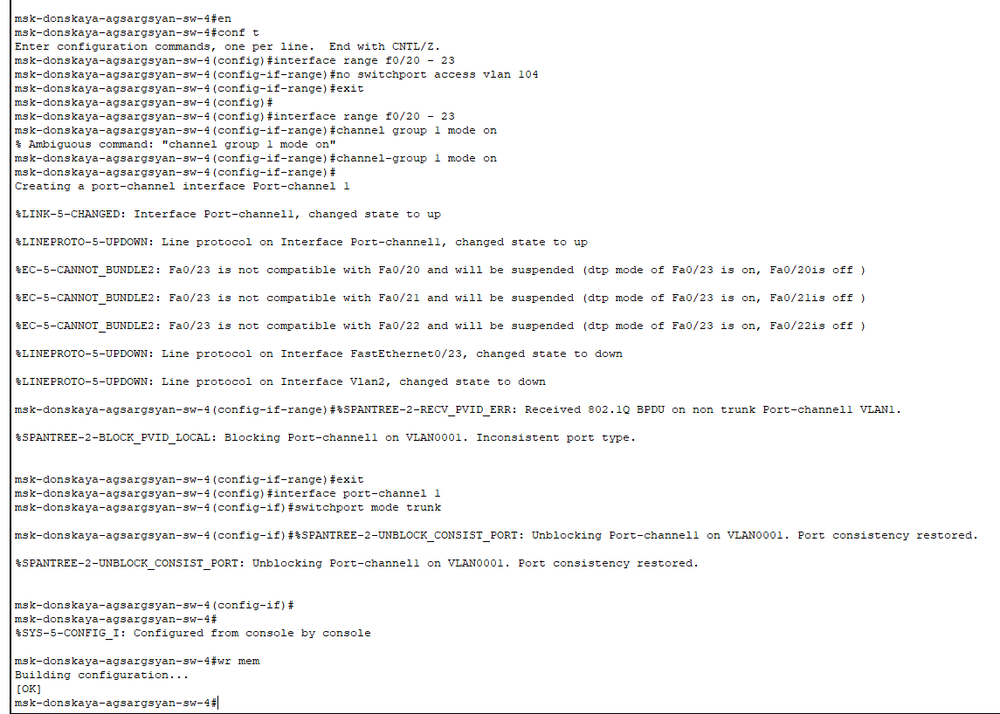 msk-donskaya-agsargsyan-sw-4#en
msk-donskaya-agsargsyan-sw-4#conf t
Enter configuration commands, one per line.  End with CNTL/Z.
msk-donskaya-agsargsyan-sw-4(config)#interface range f0/20 - 23
msk-donskaya-agsargsyan-sw-4(config-if-range)#no switchport access vlan 104
msk-donskaya-agsargsyan-sw-4(config-if-range)#exit
msk-donskaya-agsargsyan-sw-4(config)#
msk-donskaya-agsargsyan-sw-4(config)#interface range f0/20 - 23
msk-donskaya-agsargsyan-sw-4(config-if-range)#channel group 1 mode on
% Ambiguous command: "channel group 1 mode on"
msk-donskaya-agsargsyan-sw-4(config-if-range)#channel-group 1 mode on
msk-donskaya-agsargsyan-sw-4(config-if-range)#
Creating a port-channel interface Port-channel 1
%LINK-5-CHANGED: Interface Port-channel1, changed state to up
%LINEPROTO-5-UPDOWN: Line protocol on Interface Port-channel1, changed state to up
%EC-5-CANNOT_BUNDLE2: Fa0/23 is not compatible with Fa0/20 and will be suspended (dtp mode of Fa0/23 is on, Fa0/20is off )
%EC-5-CANNOT_BUNDLE2: Fa0/23 is not compatible with Fa0/21 and will be suspended (dtp mode of Fa0/23 is on, Fa0/21is off )
%EC-5-CANNOT_BUNDLE2: Fa0/23 is not compatible with Fa0/22 and will be suspended (dtp mode of Fa0/23 is on, Fa0/22is off )
%LINEPROTO-5-UPDOWN: Line protocol on Interface FastEthernet0/23, changed state to down
%LINEPROTO-5-UPDOWN: Line protocol on Interface Vlan2, changed state to down
msk-donskaya-agsargsyan-sw-4(config-if-range)#%SPANTREE-2-RECV_PVID_ERR: Received 802.1Q BPDU on non trunk Port-channel1 VLAN1.
%SPANTREE-2-BLOCK_PVID_LOCAL: Blocking Port-channel1 on VLAN0001. Inconsistent port type.
msk-donskaya-agsargsyan-sw-4(config-if-range)#exit
msk-donskaya-agsargsyan-sw-4(config)#interface port-channel 1
msk-donskaya-agsargsyan-sw-4(config-if)#switchport mode trunk
msk-donskaya-agsargsyan-sw-4(config-if)#%SPANTREE-2-UNBLOCK_CONSIST_PORT: Unblocking Port-channel1 on VLAN0001. Port consistency restored.
%SPANTREE-2-UNBLOCK_CONSIST_PORT: Unblocking Port-channel1 on VLAN0001. Port consistency restored.
msk-donskaya-agsargsyan-sw-4(config-if)#
msk-donskaya-agsargsyan-sw-4#
%SYS-5-CONFIG_I: Configured from console by console
msk-donskaya-agsargsyan-sw-4#wr mem
Building configuration...
[OK]
msk-donskaya-agsargsyan-sw-4#